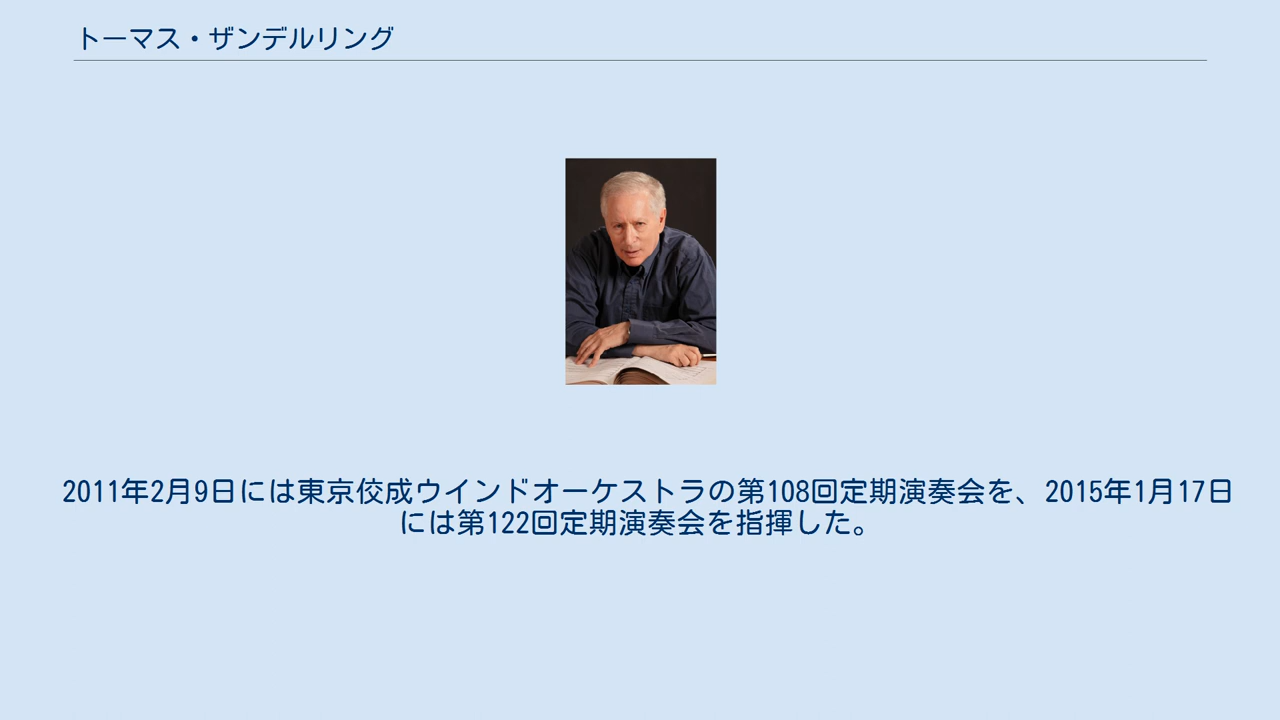 トーマス・ザンデルリング
2011年2月9日には東京佼成ウインドオーケストラの第108回定期演奏会を、2015年1月17日
には第122回定期演奏会を指揮した。